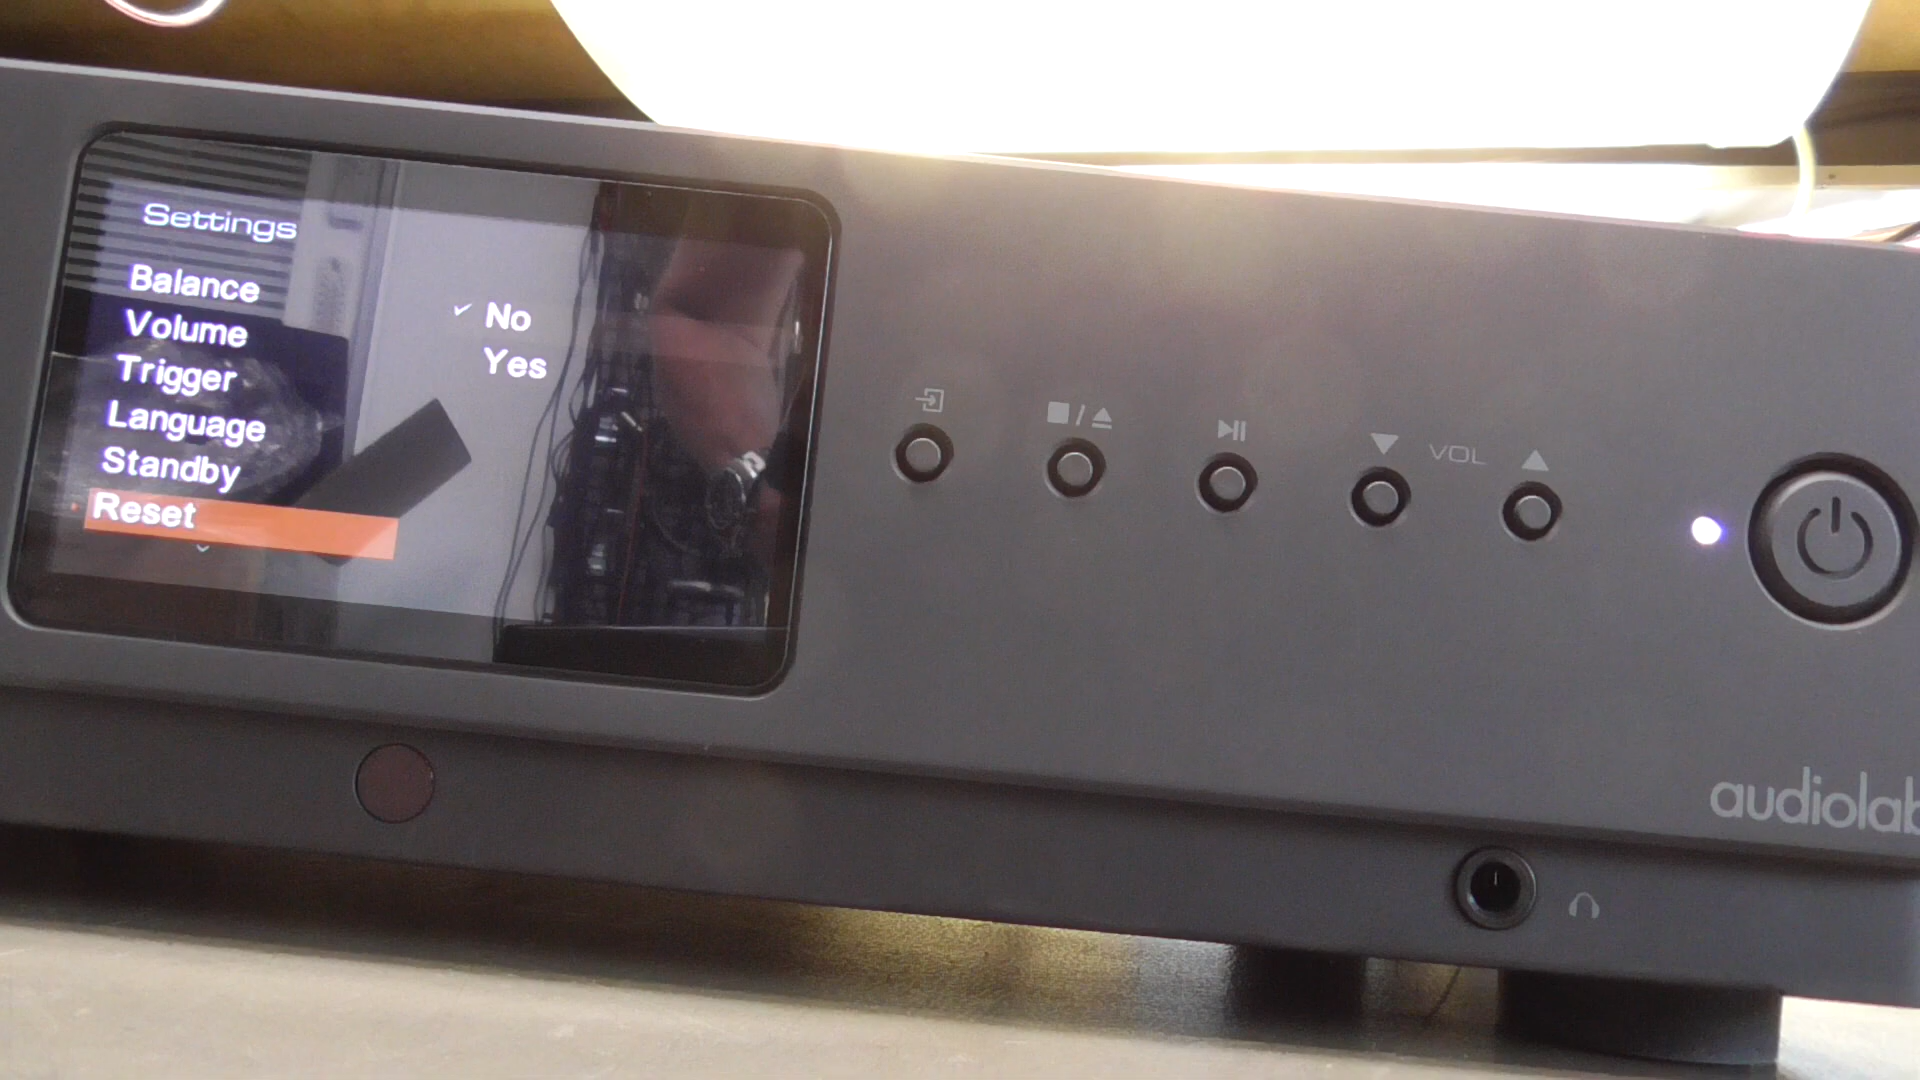 Settings
Balance
Volume
Trigger
Language
Standby
Reset
No
Yes
VOL
audiolab